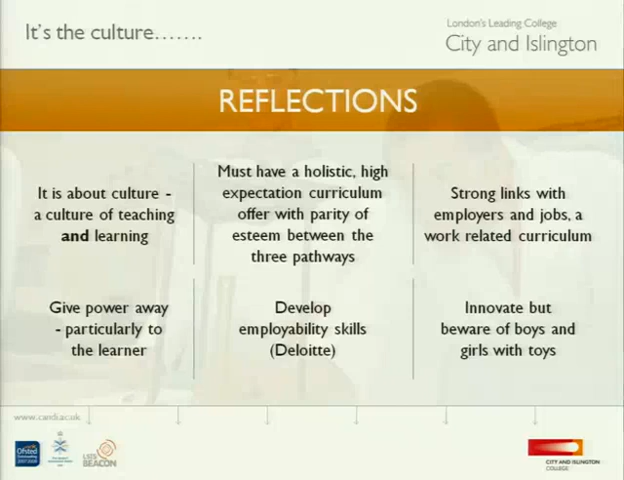 It's the culture.......
London's Leading College
City and Islington
REFLECTIONS
It is about culture -
a culture of teaching
and learning
Must have a holistic, high
expectation curriculum
offer with parity of
esteem between the
three pathways
Strong links with
employers and jobs, a
work related curriculum
Give power away
- particularly to
the learner
Develop
employability skills
(Deloitte)
Innovate but
beware of boys and
girls with toys
www.candi.ac.uk
Ofsted
LSIS
BEACON
CITY AND ISLINGTON
COLLEGE